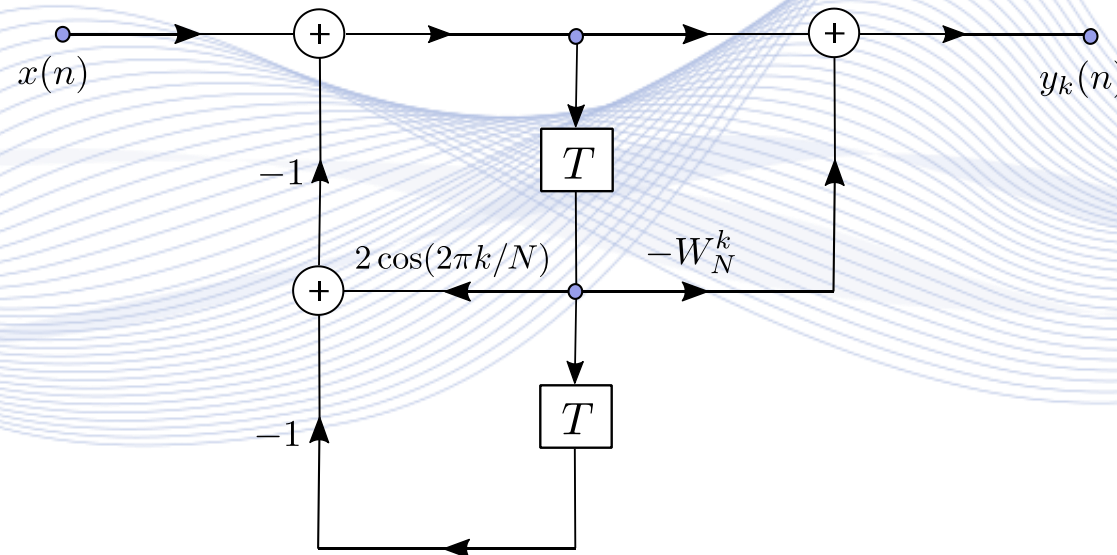 +
+
x(n)
y_k(n)
T
−1
2 cos(2πk/N)
−W_N^k
+
T
−1